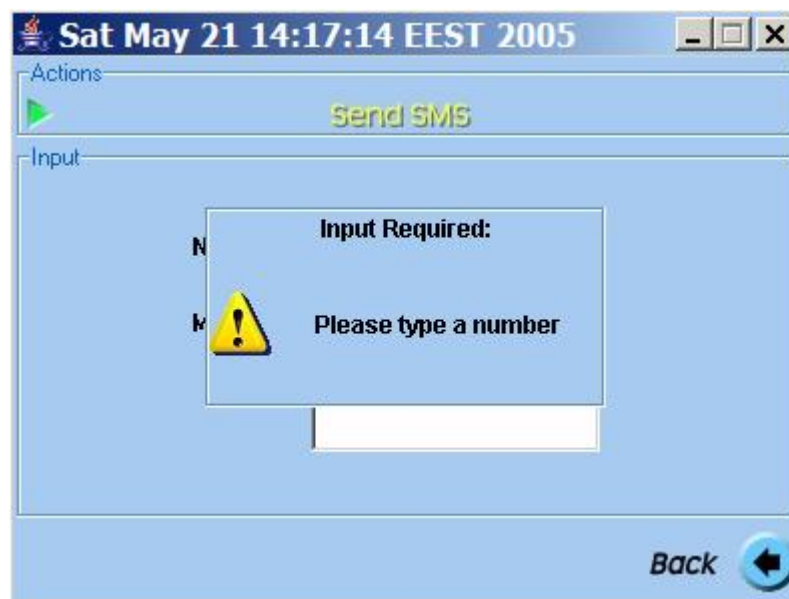 Sat May 21 14:17:14 EEST 2005
Actions
Send SMS
Input
Input Required:
N
Please type a number
M
Back